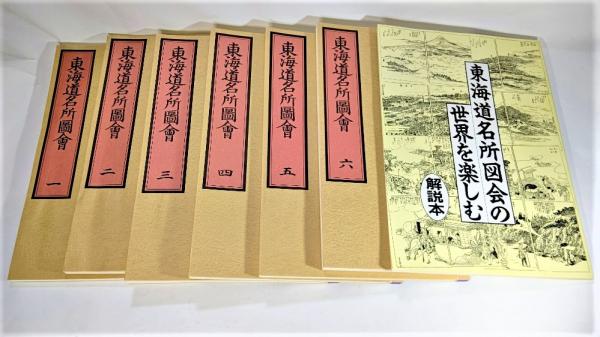 東海道名所圖會 一
東海道名所圖會 二
東海道名所圖會 三
東海道名所圖會 四
東海道名所圖會 五
東海道名所圖會 六
東海道名所図会の
世界を楽しむ
解説本